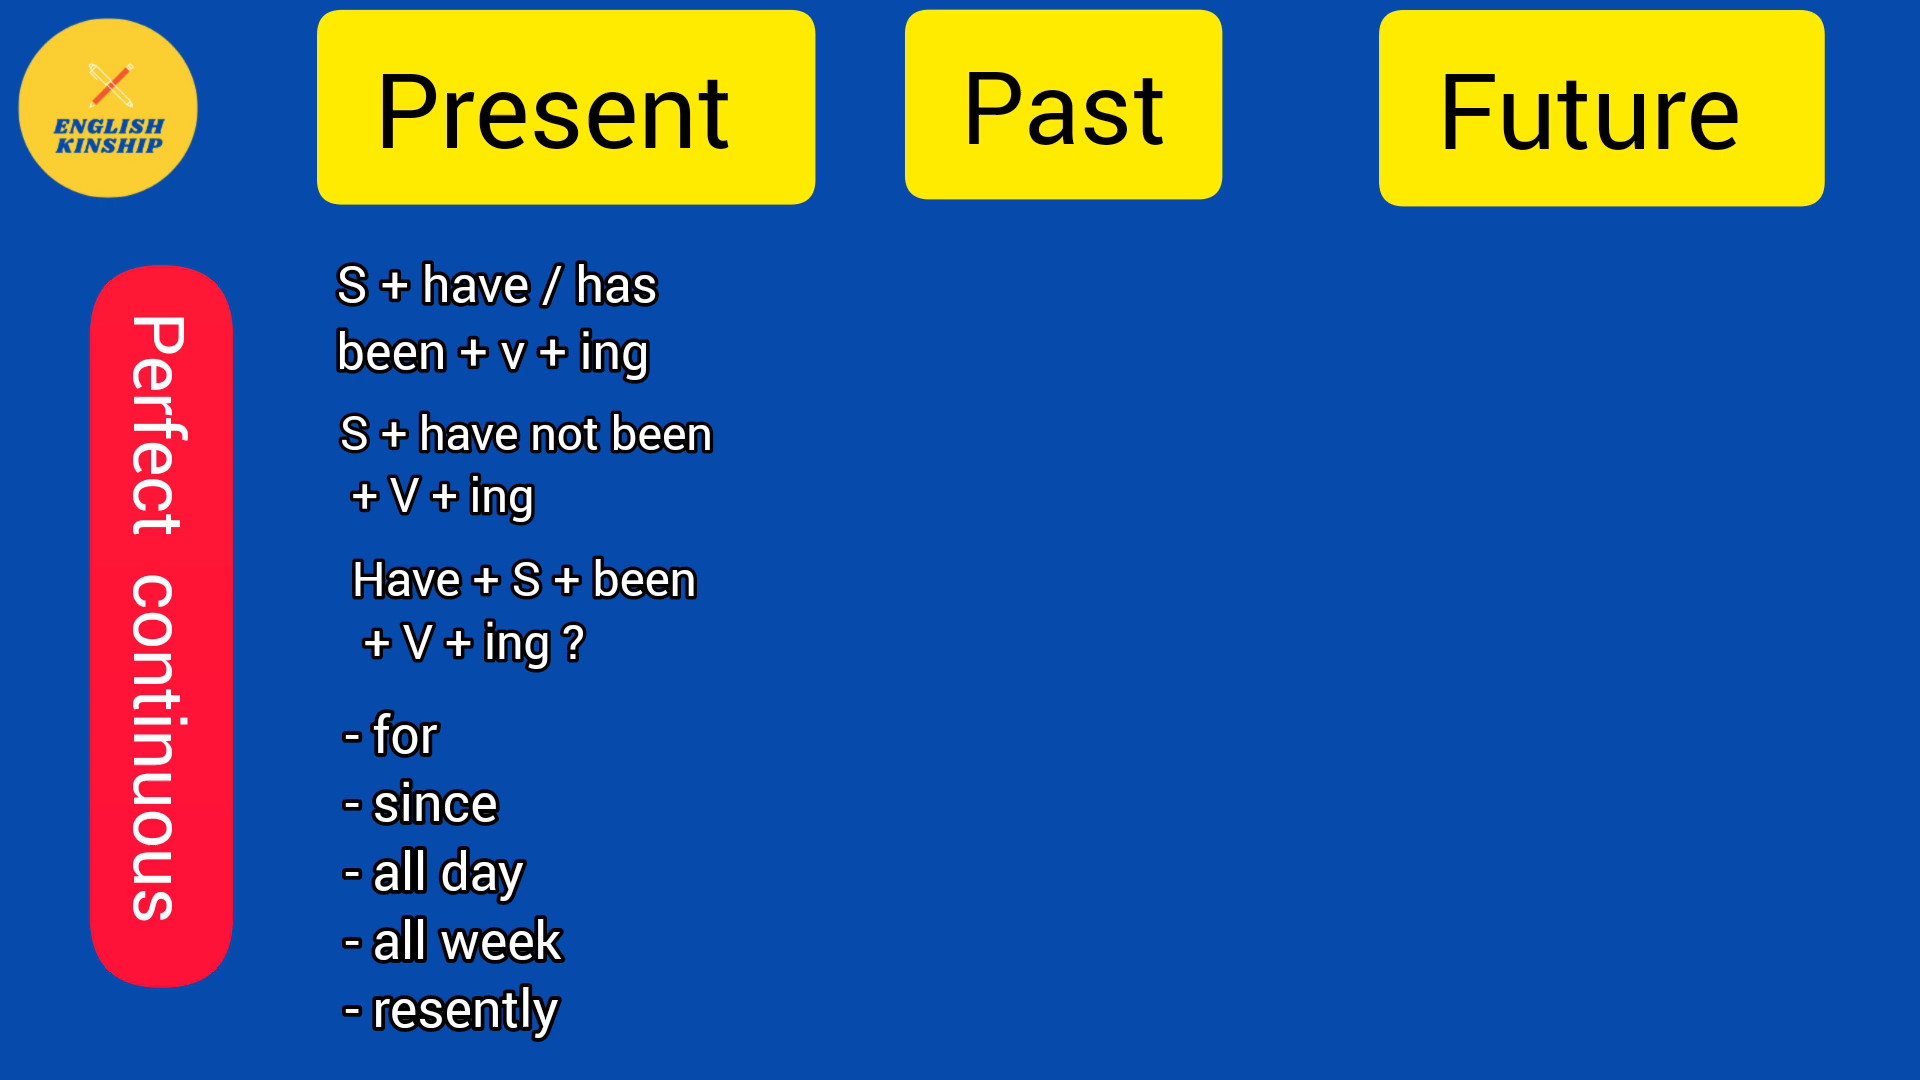 ENGLISH
KINSHIP
Present
Past
Future
Perfect continuous
S + have / has
been + v + ing
S + have not been
+ V + ing
Have + S + been
+ V + ing ?
- for
- since
- all day
- all week
- resently